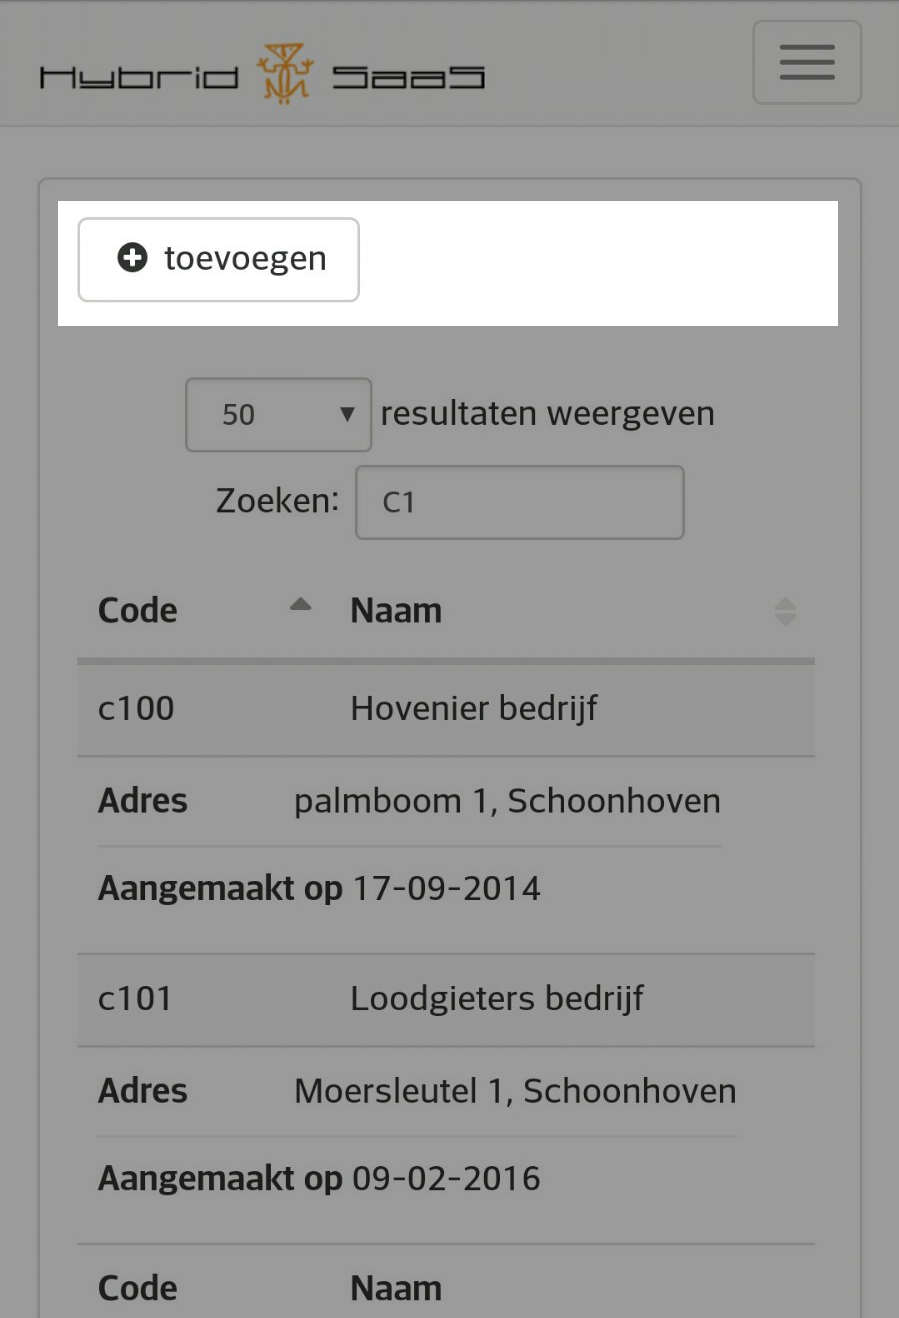 Hybrid SaaS
toevoegen
50 resultaten weergeven
Zoeken: C1
Code Naam
c100 Hovenier bedrijf
Adres palmboom 1, Schoonhoven
Aangemaakt op 17-09-2014
c101 Loodgieters bedrijf
Adres Moersleutel 1, Schoonhoven
Aangemaakt op 09-02-2016
Code Naam